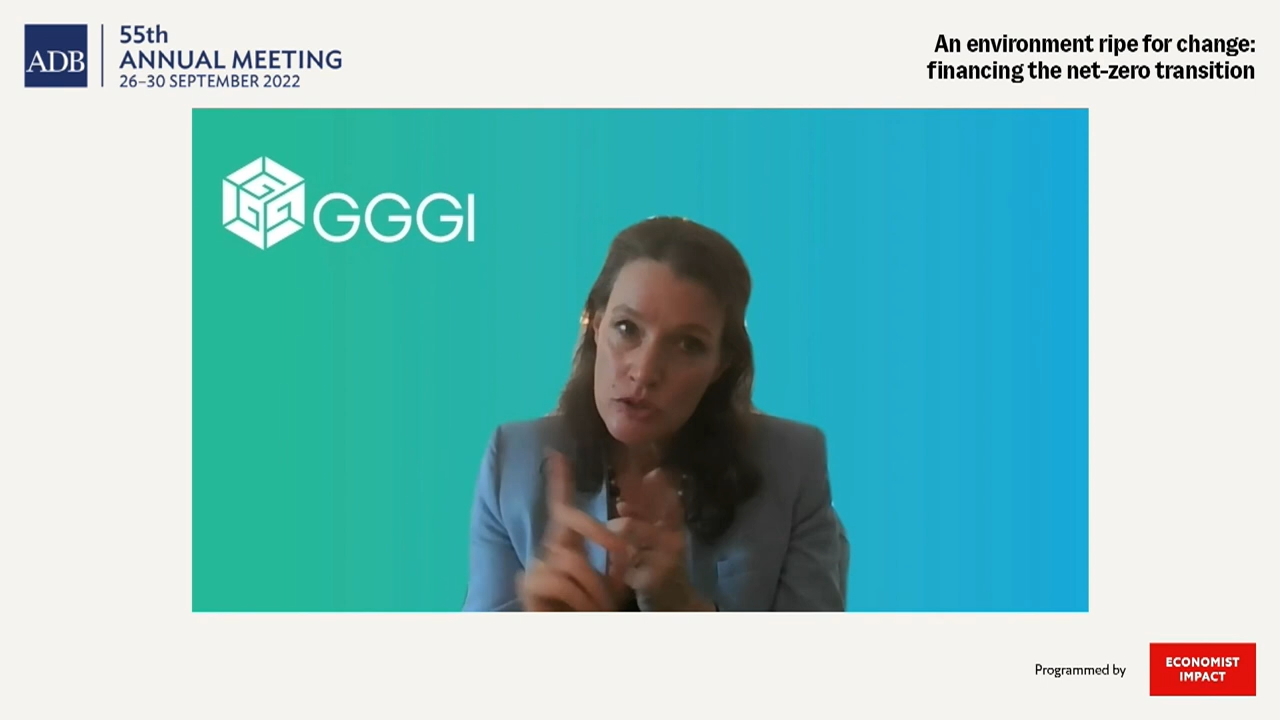 ADB
55th
ANNUAL MEETING
26–30 SEPTEMBER 2022
An environment ripe for change:
financing the net-zero transition
GGGI
Programmed by
ECONOMIST
IMPACT